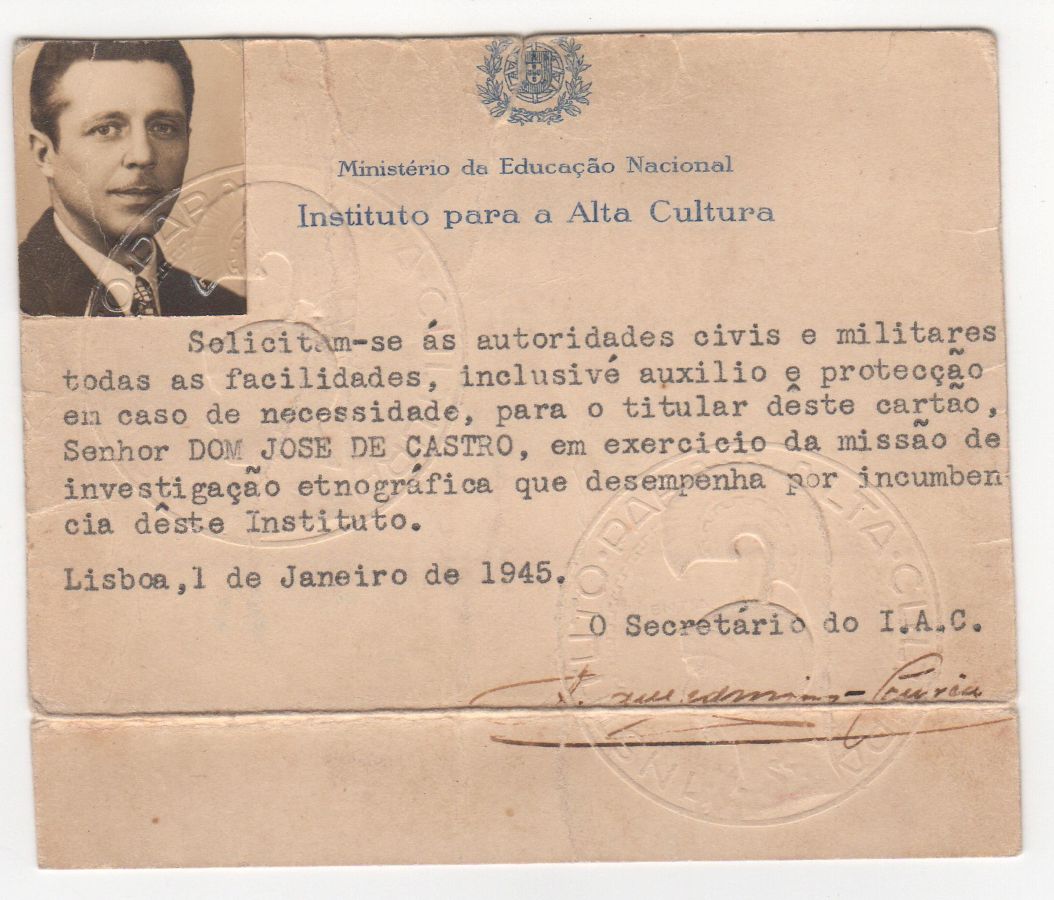 Ministério da Educação Nacional
Instituto para a Alta Cultura
Solicitam-se ás autoridades civis e militares
todas as facilidades, inclusivé auxilio e protecção
em caso de necessidade, para o titular dêste cartão,
Senhor DOM JOSE DE CASTRO, em exercicio da missão de
investigação etnográfica que desempenha por incumben-
cia dêste Instituto.
Lisboa,1 de Janeiro de 1945.
O Secretário do I.A.C.